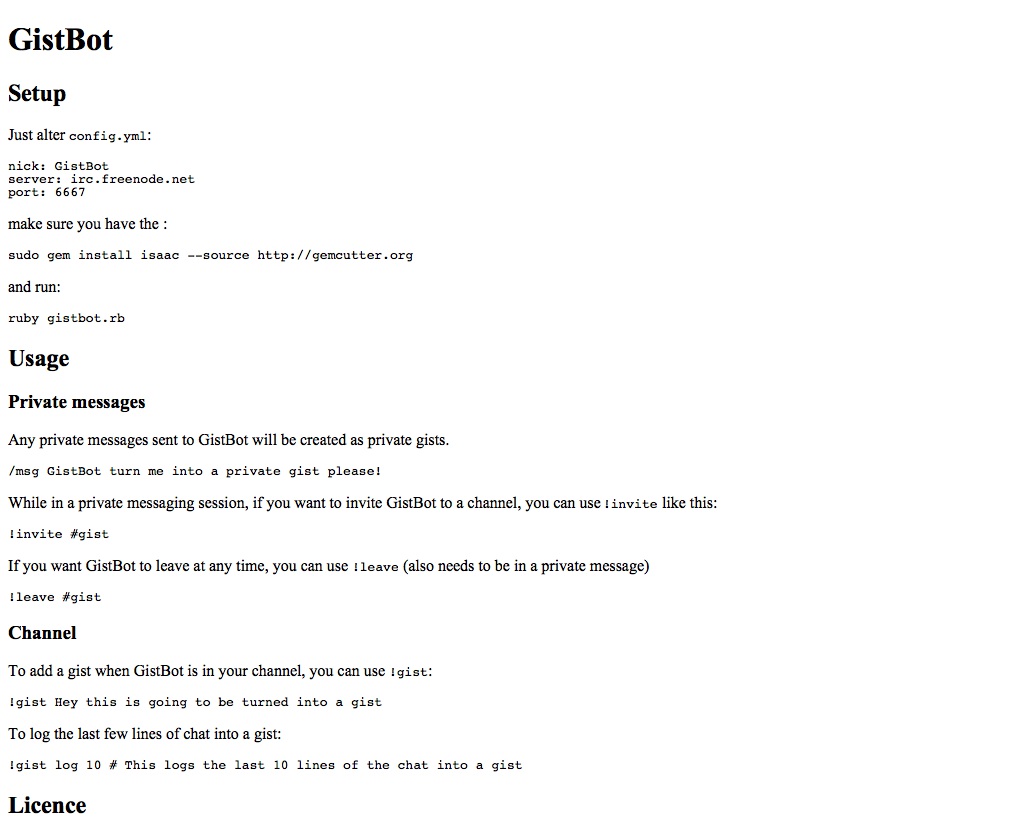 GistBot
Setup
Just alter config.yml:
nick: GistBot
server: irc.freenode.net
port: 6667
make sure you have the :
sudo gem install isaac --source http://gemcutter.org
and run:
ruby gistbot.rb
Usage
Private messages
Any private messages sent to GistBot will be created as private gists.
/msg GistBot turn me into a private gist please!
While in a private messaging session, if you want to invite GistBot to a channel, you can use !invite like this:
!invite #gist
If you want GistBot to leave at any time, you can use !leave (also needs to be in a private message)
!leave #gist
Channel
To add a gist when GistBot is in your channel, you can use !gist:
!gist Hey this is going to be turned into a gist
To log the last few lines of chat into a gist:
!gist log 10 # This logs the last 10 lines of the chat into a gist
Licence